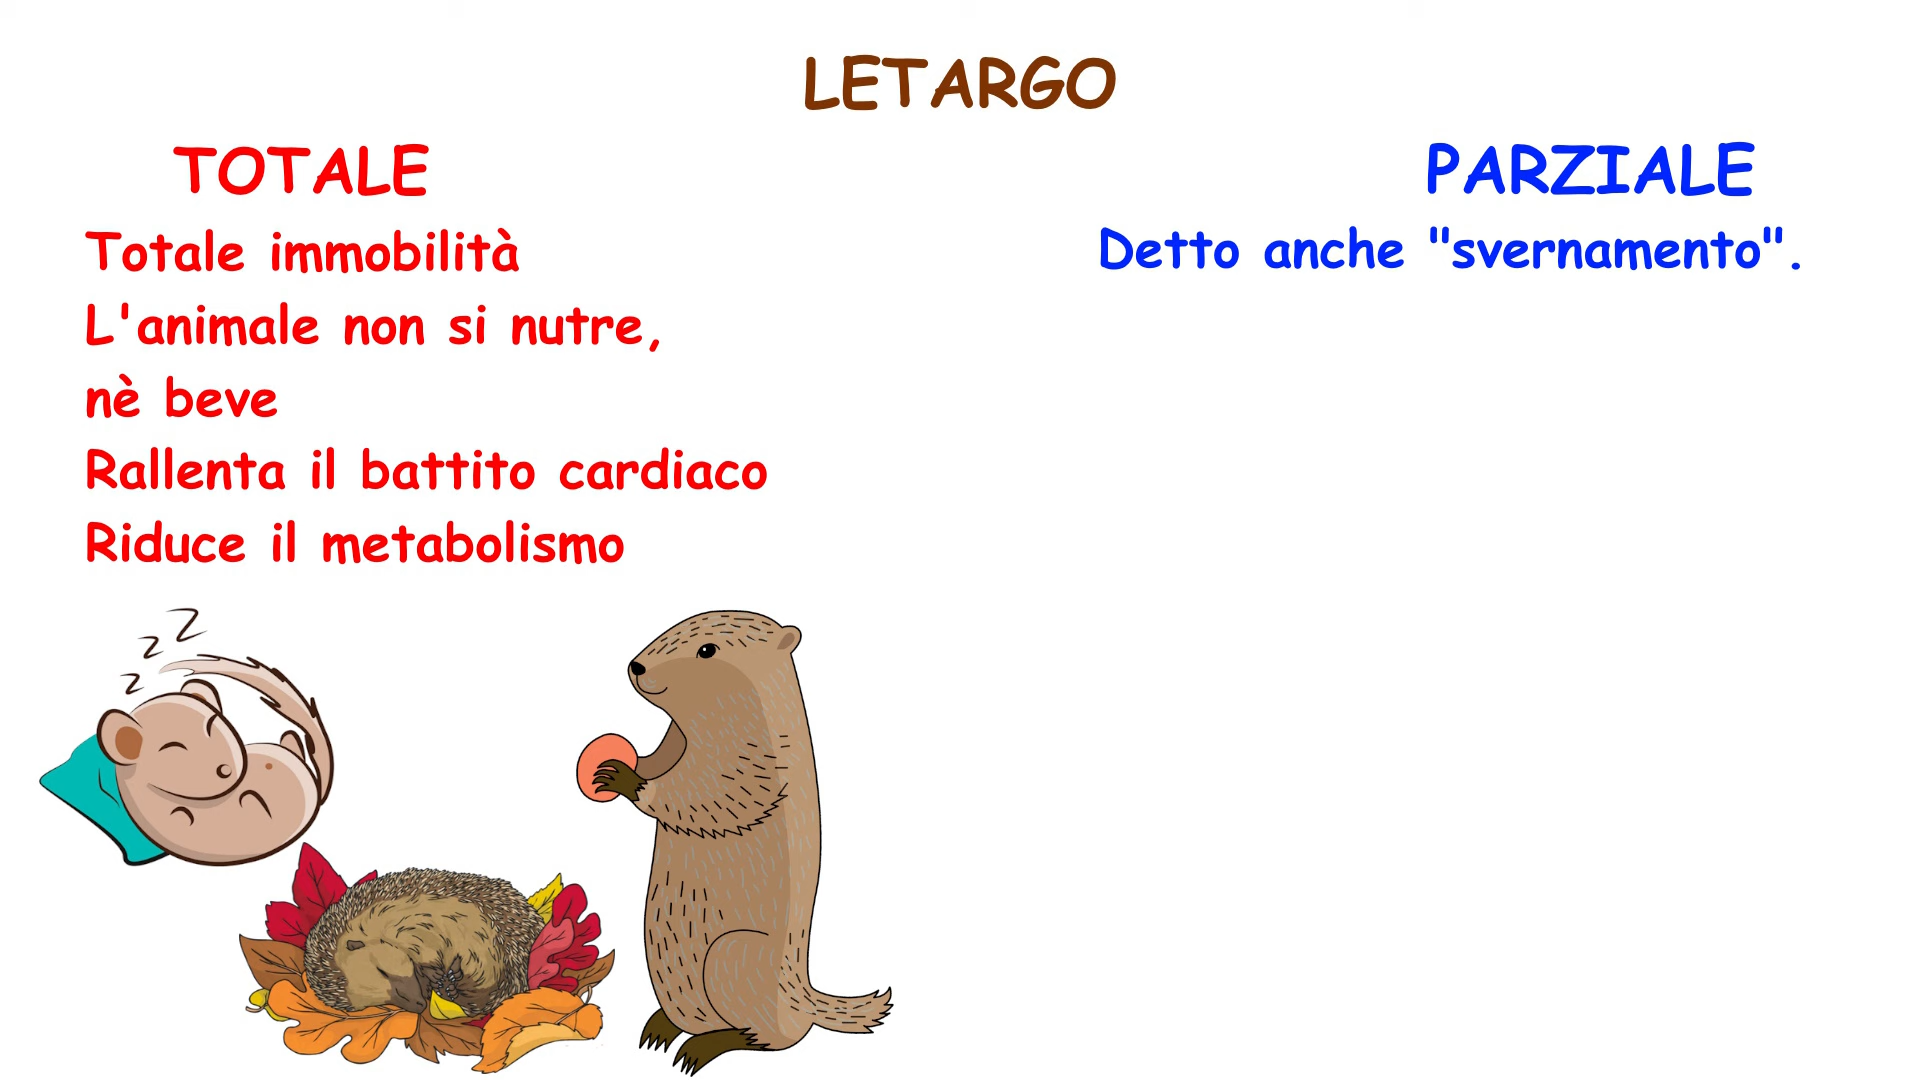 LETARGO
TOTALE
Totale immobilità
L'animale non si nutre,
nè beve
Rallenta il battito cardiaco
Riduce il metabolismo
z z z
PARZIALE
Detto anche "svernamento".